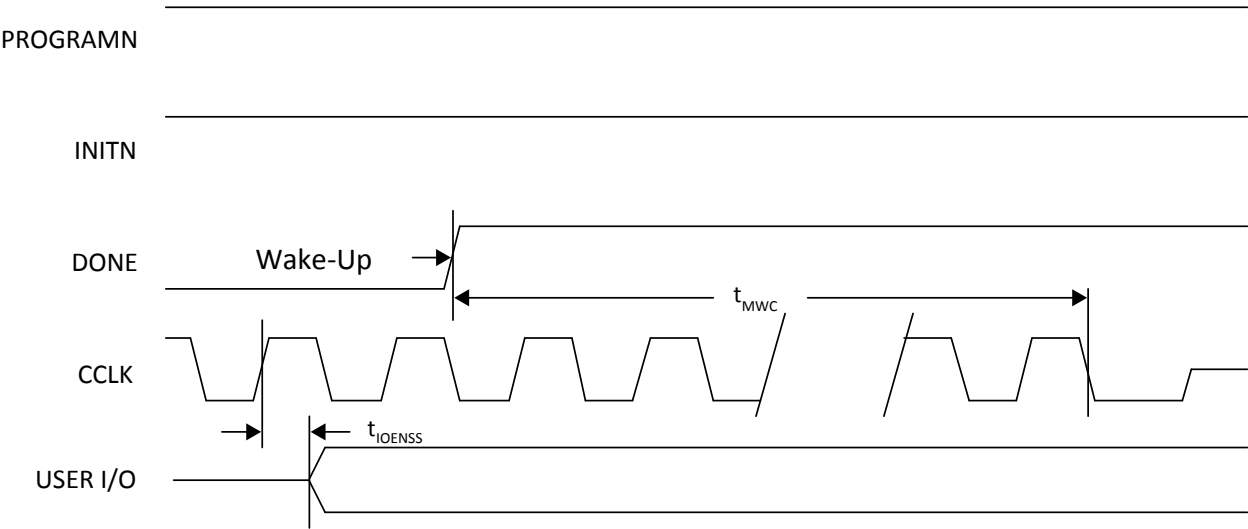 PROGRAMN
INITN
DONE
Wake-Up
tMWC
CCLK
tIOENSS
USER I/O